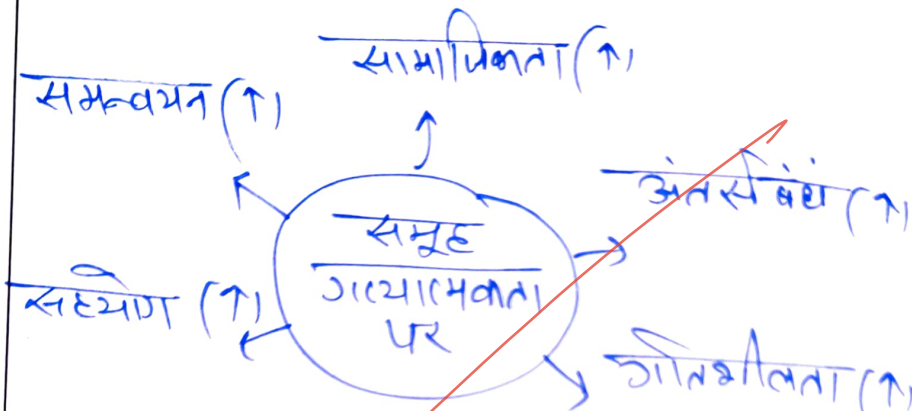 सामाजिकता (↑)
समन्वयन (↑)
अंतर्संबंध (↑)
समूह
गत्यात्मकता
पर
सहयोग (↑)
गतिशीलता (↑)